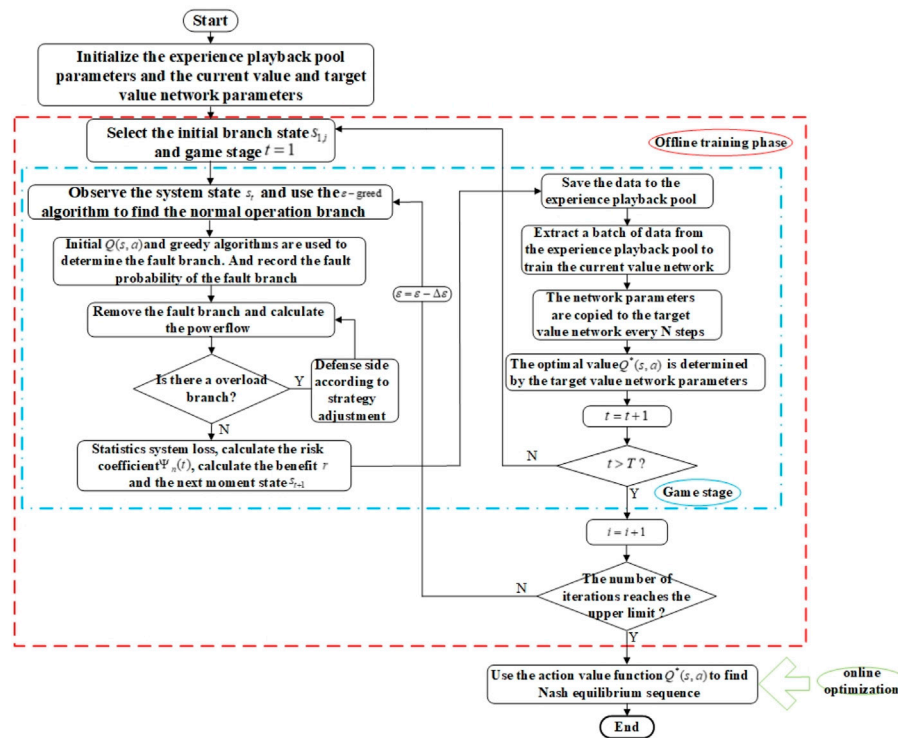 Start
Initialize the experience playback pool
parameters and the current value and target
value network parameters
Select the initial branch state s_{1,j}
and game stage t = 1
Offline training phase
Observe the system state s_t and use the ε − greed
algorithm to find the normal operation branch
Initial Q(s, a) and greedy algorithms are used to
determine the fault branch. And record the fault
probability of the fault branch
Remove the fault branch and calculate
the powerflow
Is there a overload
branch?
Y
Defense side
according to
strategy
adjustment
N
Statistics system loss, calculate the risk
coefficient Ψ_n(t), calculate the benefit r
and the next moment state s_{t+1}
ε = ε − Δε
Save the data to the
experience playback pool
Extract a batch of data from
the experience playback pool to
train the current value network
The network parameters
are copied to the target
value network every N steps
The optimal value Q*(s, a) is determined
by the target value network parameters
t = t + 1
N
t > T ?
Y
Game stage
i = i + 1
N
The number of
iterations reaches the
upper limit ?
Y
Use the action value function Q*(s, a) to find
Nash equilibrium sequence
online
optimization
End